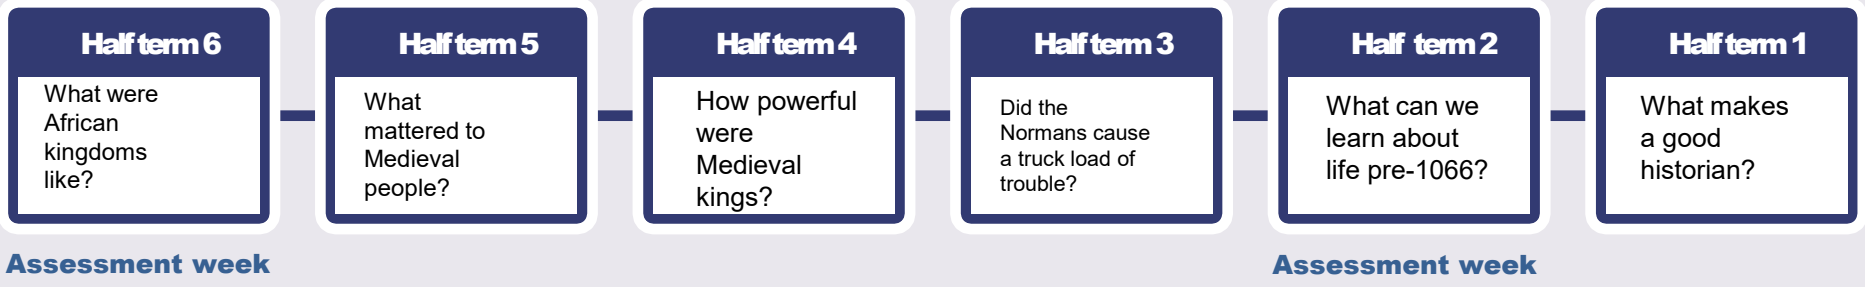 Half term 6
What were
African
kingdoms
like?
Assessment week
Half term 5
What
mattered to
Medieval
people?
Half term 4
How powerful
were
Medieval
kings?
Half term 3
Did the
Normans cause
a truck load of
trouble?
Half term 2
What can we
learn about
life pre-1066?
Assessment week
Half term 1
What makes
a good
historian?